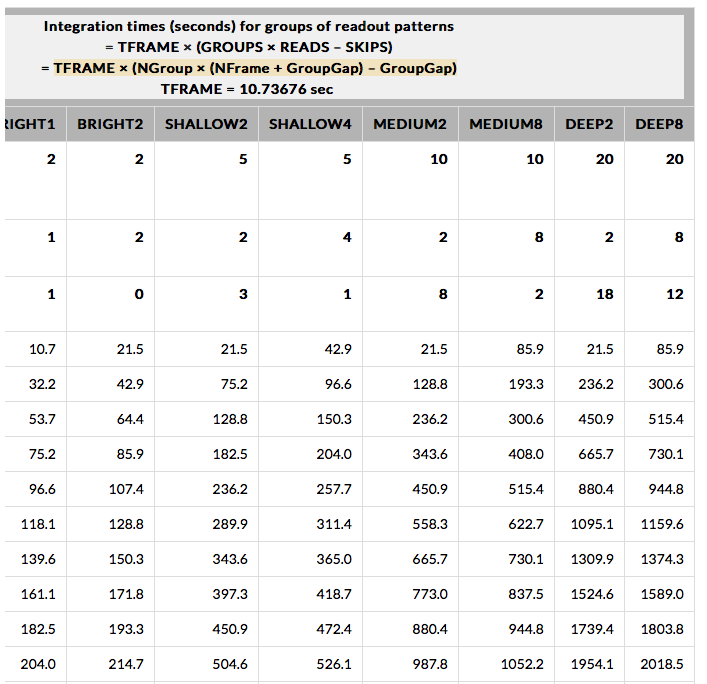 Integration times (seconds) for groups of readout patterns
= TFRAME × (GROUPS × READS – SKIPS)
= TFRAME × (NGroup × (NFrame + GroupGap) – GroupGap)
TFRAME = 10.73676 sec
RIGHT1 BRIGHT2 SHALLOW2 SHALLOW4 MEDIUM2 MEDIUM8 DEEP2 DEEP8
2 2 5 5 10 10 20 20
1 2 2 4 2 8 2 8
1 0 3 1 8 2 18 12
10.7 21.5 21.5 42.9 21.5 85.9 21.5 85.9
32.2 42.9 75.2 96.6 128.8 193.3 236.2 300.6
53.7 64.4 128.8 150.3 236.2 300.6 450.9 515.4
75.2 85.9 182.5 204.0 343.6 408.0 665.7 730.1
96.6 107.4 236.2 257.7 450.9 515.4 880.4 944.8
118.1 128.8 289.9 311.4 558.3 622.7 1095.1 1159.6
139.6 150.3 343.6 365.0 665.7 730.1 1309.9 1374.3
161.1 171.8 397.3 418.7 773.0 837.5 1524.6 1589.0
182.5 193.3 450.9 472.4 880.4 944.8 1739.4 1803.8
204.0 214.7 504.6 526.1 987.8 1052.2 1954.1 2018.5